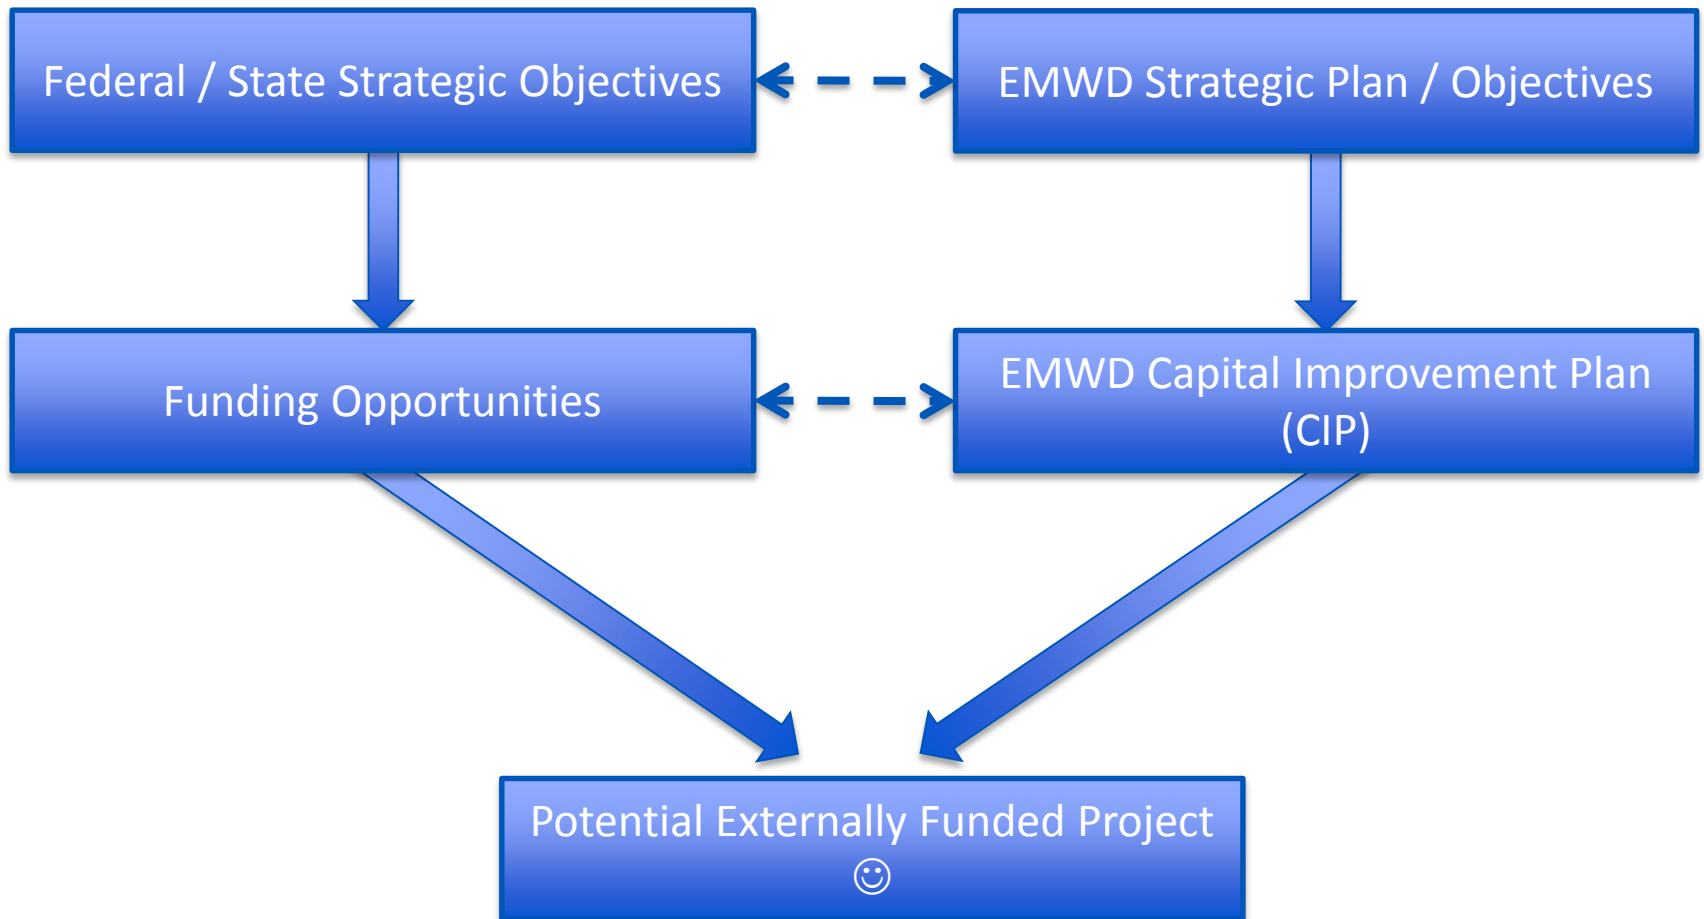 Federal / State Strategic Objectives
EMWD Strategic Plan / Objectives
Funding Opportunities
EMWD Capital Improvement Plan
(CIP)
Potential Externally Funded Project
☺